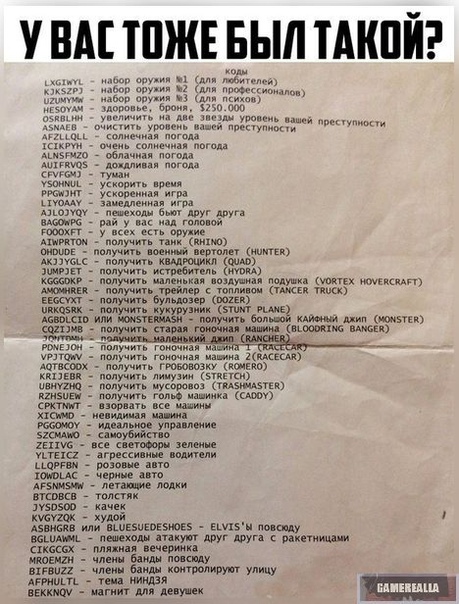 У ВАС ТОЖЕ БЫЛ ТАКОЙ?
КОДЫ
LXGIWYL - набор оружия №1 (для любителей)
KJKSZPJ - набор оружия №2 (для профессионалов)
UZUMYMW - набор оружия №3 (для психов)
HESOYAM - здоровье, броня, $250.000
OSRBLHH - увеличить на две звезды уровень вашей преступности
ASNAEB - очистить уровень вашей преступности
AFZLLQLL - солнечная погода
ICIKPYH - очень солнечная погода
ALNSFMZO - облачная погода
AUIFRVQS - дождливая погода
CFVFGMJ - туман
YSOHNUL - ускорить время
PPGWJHT - ускоренная игра
LIYOAAY - замедленная игра
AJLOJYQY - пешеходы бьют друг друга
BAGOWPG - рай у вас над головой
FOOOXFT - у всех есть оружие
AIWPRTON - получить танк (RHINO)
OHDUDE - получить военный вертолет (HUNTER)
AKJJYGLC - получить КВАДРОЦИКЛ (QUAD)
JUMPJET - получить истребитель (HYDRA)
KGGGDKP - получить маленькая воздушная подушка (VORTEX HOVERCRAFT)
AMOMHRER - получить трейлер с топливом (TANCER TRUCK)
EEGCYXT - получить бульдозер (DOZER)
URKQSRK - получить кукурузник (STUNT PLANE)
AGBDLCID ИЛИ MONSTERMASH - получить большой КАЙФНЫЙ джип (MONSTER)
CQZIJMB - получить старая гоночная машина (BLOODRING BANGER)
JQNTDMH - получить маленький джип (RANCHER)
PDNEJOH - получить гоночная машина 1 (RACECAR)
VPJTQWV - получить гоночная машина 2(RACECAR)
AQTBCODX - получить ГРОБОВОЗКУ (ROMERO)
KRIJEBR - получить лимузин (STRETCH)
UBHYZHQ - получить мусоровоз (TRASHMASTER)
RZHSUEW - получить гольф машинка (CADDY)
CPKTNWT - взорвать все машины
XICWMD - невидимая машина
PGGOMOY - идеальное управление
SZCMAWO - самоубийство
ZEIIVG - все светофоры зеленые
YLTEICZ - агрессивные водители
LLQPFBN - розовые авто
IOWDLAC - черные авто
AFSNMSMW - летающие лодки
BTCDBCB - толстяк
JYSDSOD - качек
KVGYZQK - худой
ASBHGRB или BLUESUEDESHOES - ELVIS'Ы повсюду
BGLUAWML - пешеходы атакуют друг друга с ракетницами
CIKGCGX - пляжная вечеринка
MROEMZH - члены банды повсюду
BIFBUZZ - члены банды контролируют улицу
AFPHULTL - тема НИНДЗЯ
BEKKNQV - магнит для девушек
GAMEREALLA